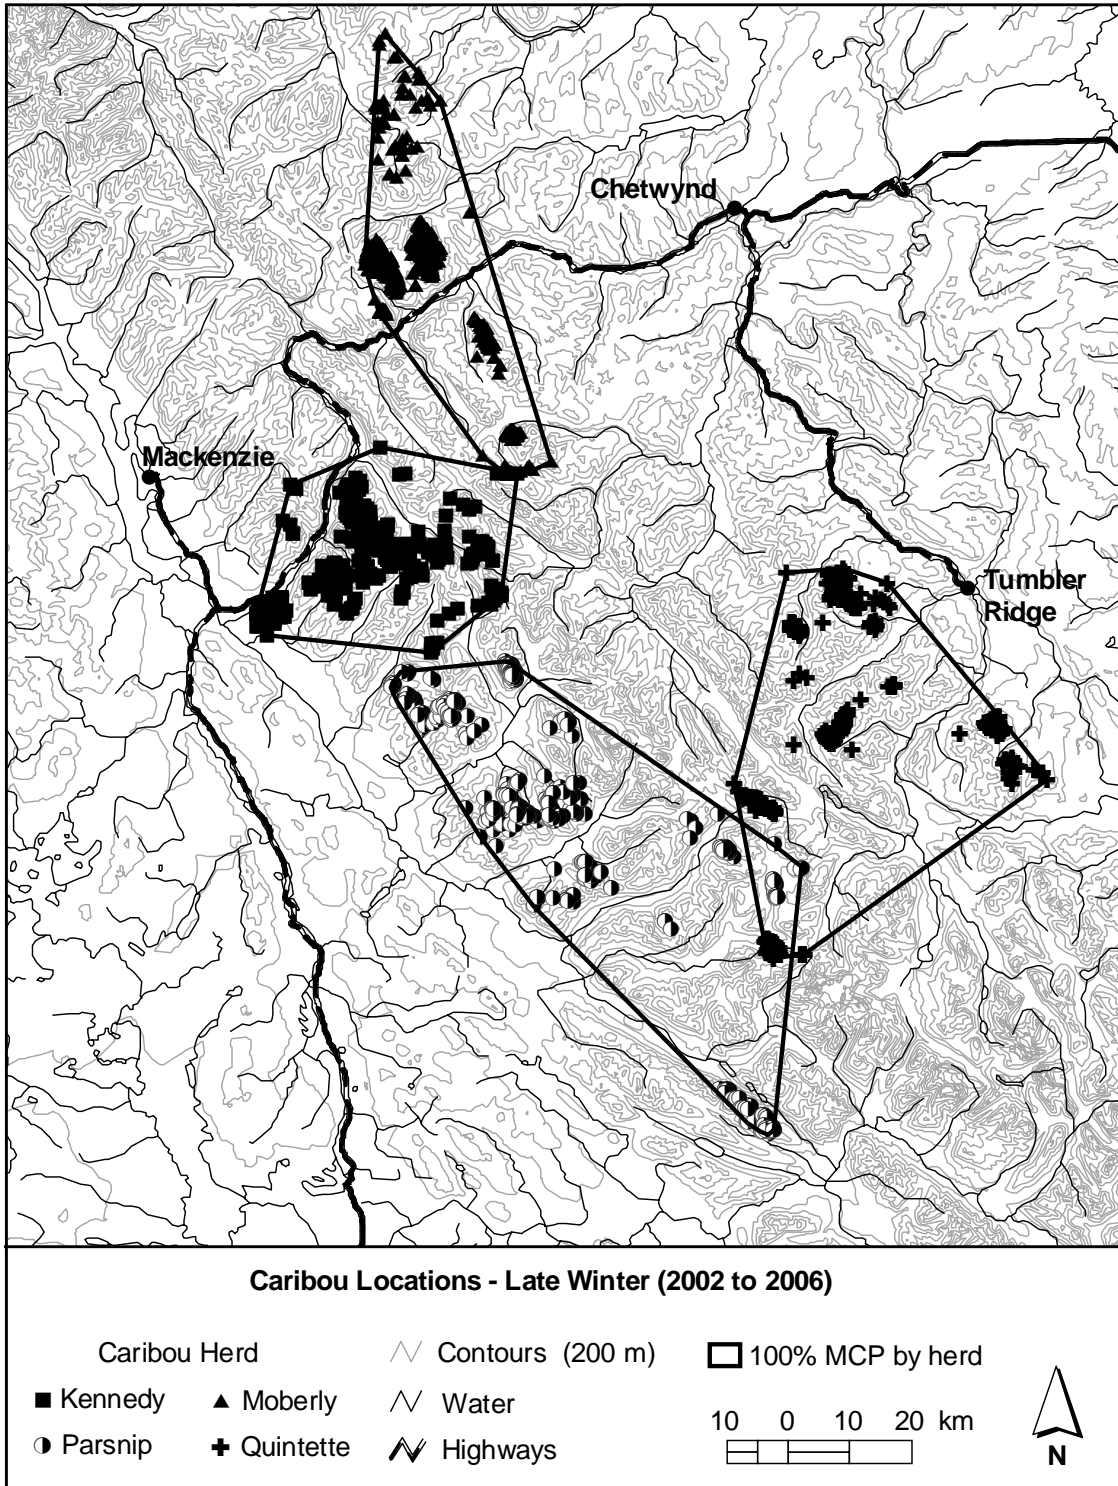 Chetwynd
Mackenzie
Tumbler
Ridge
Caribou Locations - Late Winter (2002 to 2006)
Caribou Herd
Contours (200 m)
100% MCP by herd
Kennedy
Moberly
Water
Parsnip
Quintette
Highways
10 0 10 20 km
N